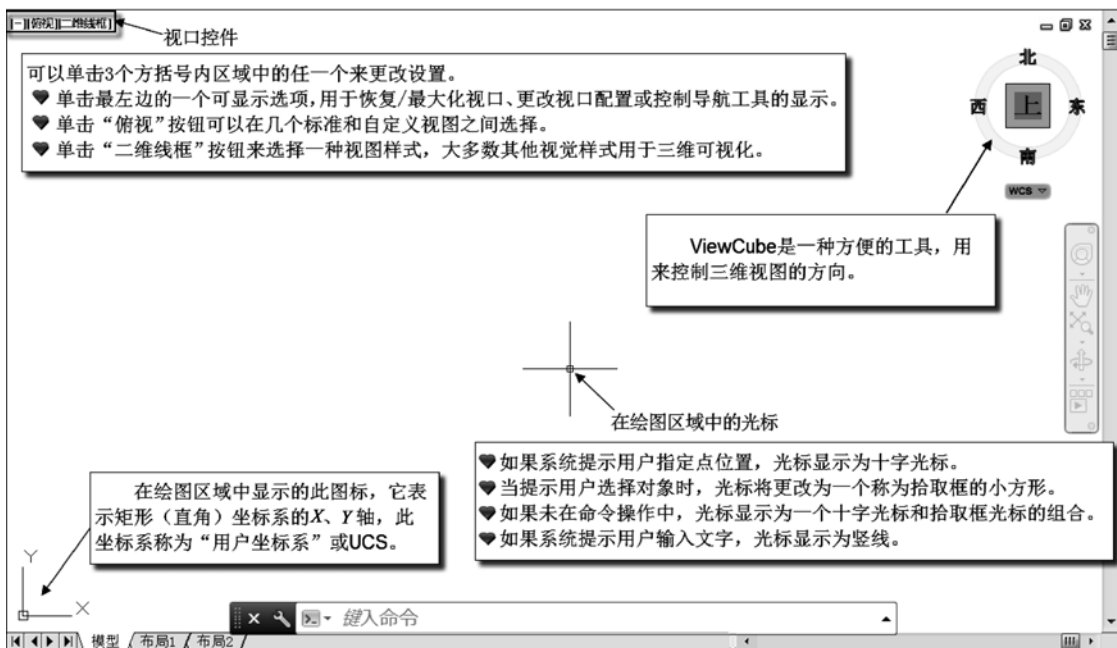 [-][俯视][二维线框]
视口控件
可以单击3个方括号内区域中的任一个来更改设置。
单击最左边的一个可显示选项,用于恢复/最大化视口、更改视口配置或控制导航工具的显示。
单击“俯视”按钮可以在几个标准和自定义视图之间选择。
单击“二维线框”按钮来选择一种视图样式，大多数其他视觉样式用于三维可视化。
北
西
上
东
南
WCS
ViewCube是一种方便的工具，用
来控制三维视图的方向。
在绘图区域中的光标
如果系统提示用户指定点位置，光标显示为十字光标。
当提示用户选择对象时，光标将更改为一个称为拾取框的小方形。
如果未在命令操作中，光标显示为一个十字光标和拾取框光标的组合。
如果系统提示用户输入文字，光标显示为竖线。
在绘图区域中显示的此图标，它表
示矩形（直角）坐标系的X、Y轴，此
坐标系称为“用户坐标系”或UCS。
Y
X
键入命令
模型
布局1
布局2